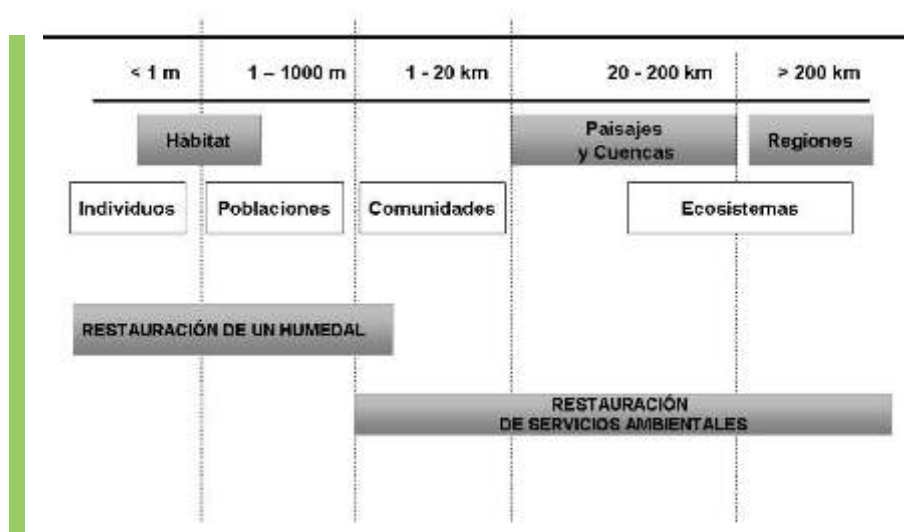 < 1 m
1 – 1000 m
1 - 20 km
20 - 200 km
> 200 km
Hábitat
Paisajes
y Cuencas
Regiones
Individuos
Poblaciones
Comunidades
Ecosistemas
RESTAURACIÓN DE UN HUMEDAL
RESTAURACIÓN
DE SERVICIOS AMBIENTALES